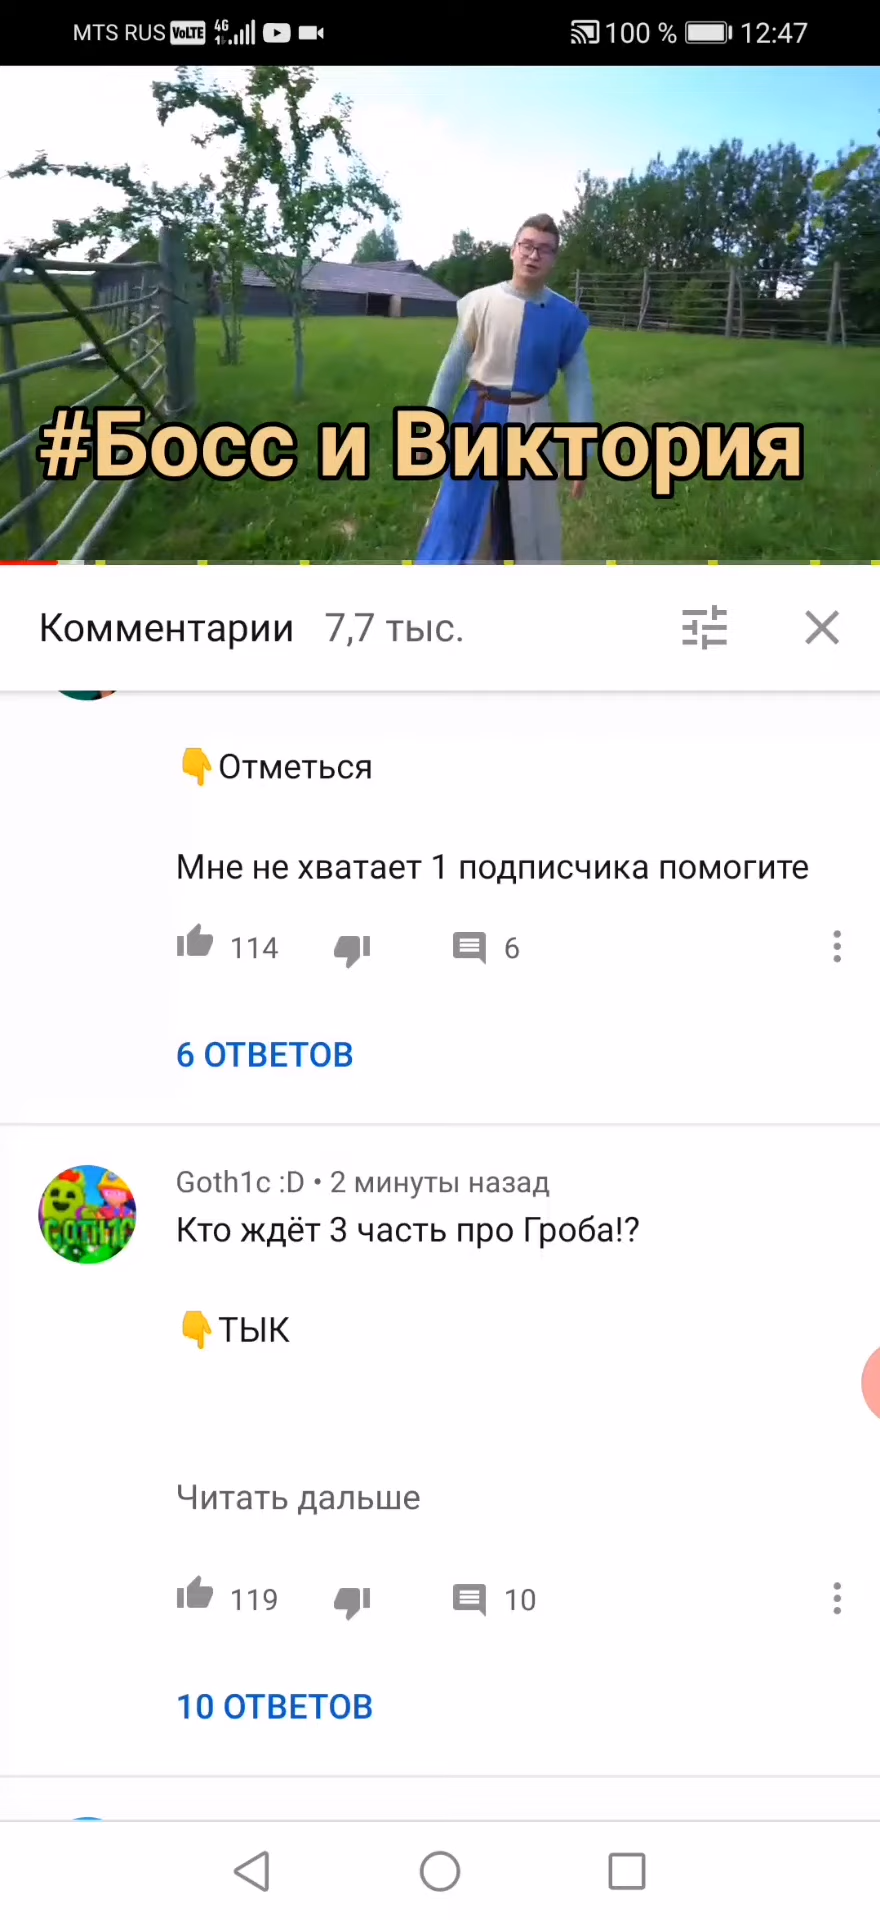 MTS RUS VoLTE 4G 100 % 12:47
#Босс и Виктория
Комментарии 7,7 тыс.
👇Отметься
Мне не хватает 1 подписчика помогите
114 6
6 ОТВЕТОВ
GOTH1C
Goth1c :D • 2 минуты назад
Кто ждёт 3 часть про Гроба!?
👇ТЫК
Читать дальше
119 10
10 ОТВЕТОВ